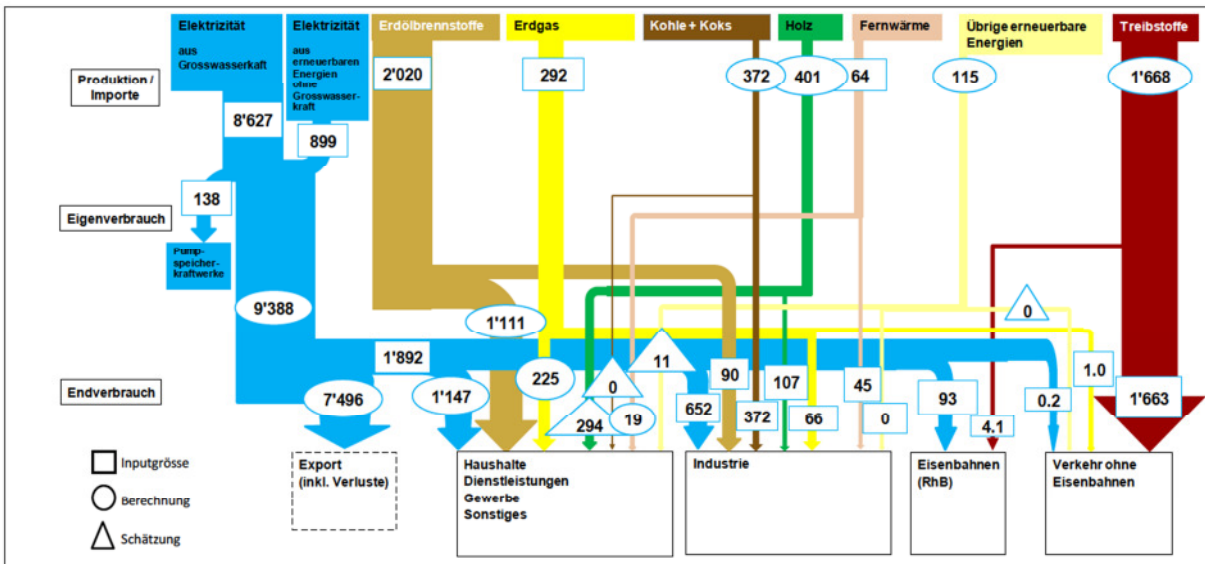 Elektrizität
aus
Grosswasserkaft
Elektrizität
aus
erneuerbaren
Energien
ohne
Grosswasser-
kraft
Erdölbrennstoffe
Erdgas
Kohle + Koks
Holz
Fernwärme
Übrige erneuerbare
Energien
Treibstoffe
Produktion /
Importe
2'020
292
372
401
64
115
1'668
8'627
899
138
Eigenverbrauch
Pump-
speicher-
kraftwerke
9'388
1'111
0
1'892
11
1.0
Endverbrauch
7'496
1'147
225
0
294
19
652
90
372
107
66
45
0
93
4.1
0.2
1'663
Inputgrösse
Berechnung
Schätzung
Export
(inkl. Verluste)
Haushalte
Dienstleistungen
Gewerbe
Sonstiges
Industrie
Eisenbahnen
(RhB)
Verkehr ohne
Eisenbahnen